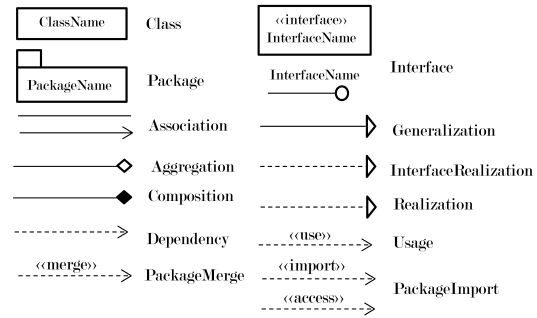 ClassName
Class
PackageName
Package
Association
Aggregation
Composition
Dependency
‹‹merge››
PackageMerge
‹‹interface››
InterfaceName
InterfaceName
Interface
Generalization
InterfaceRealization
Realization
‹‹use››
Usage
‹‹import››
‹‹access››
PackageImport